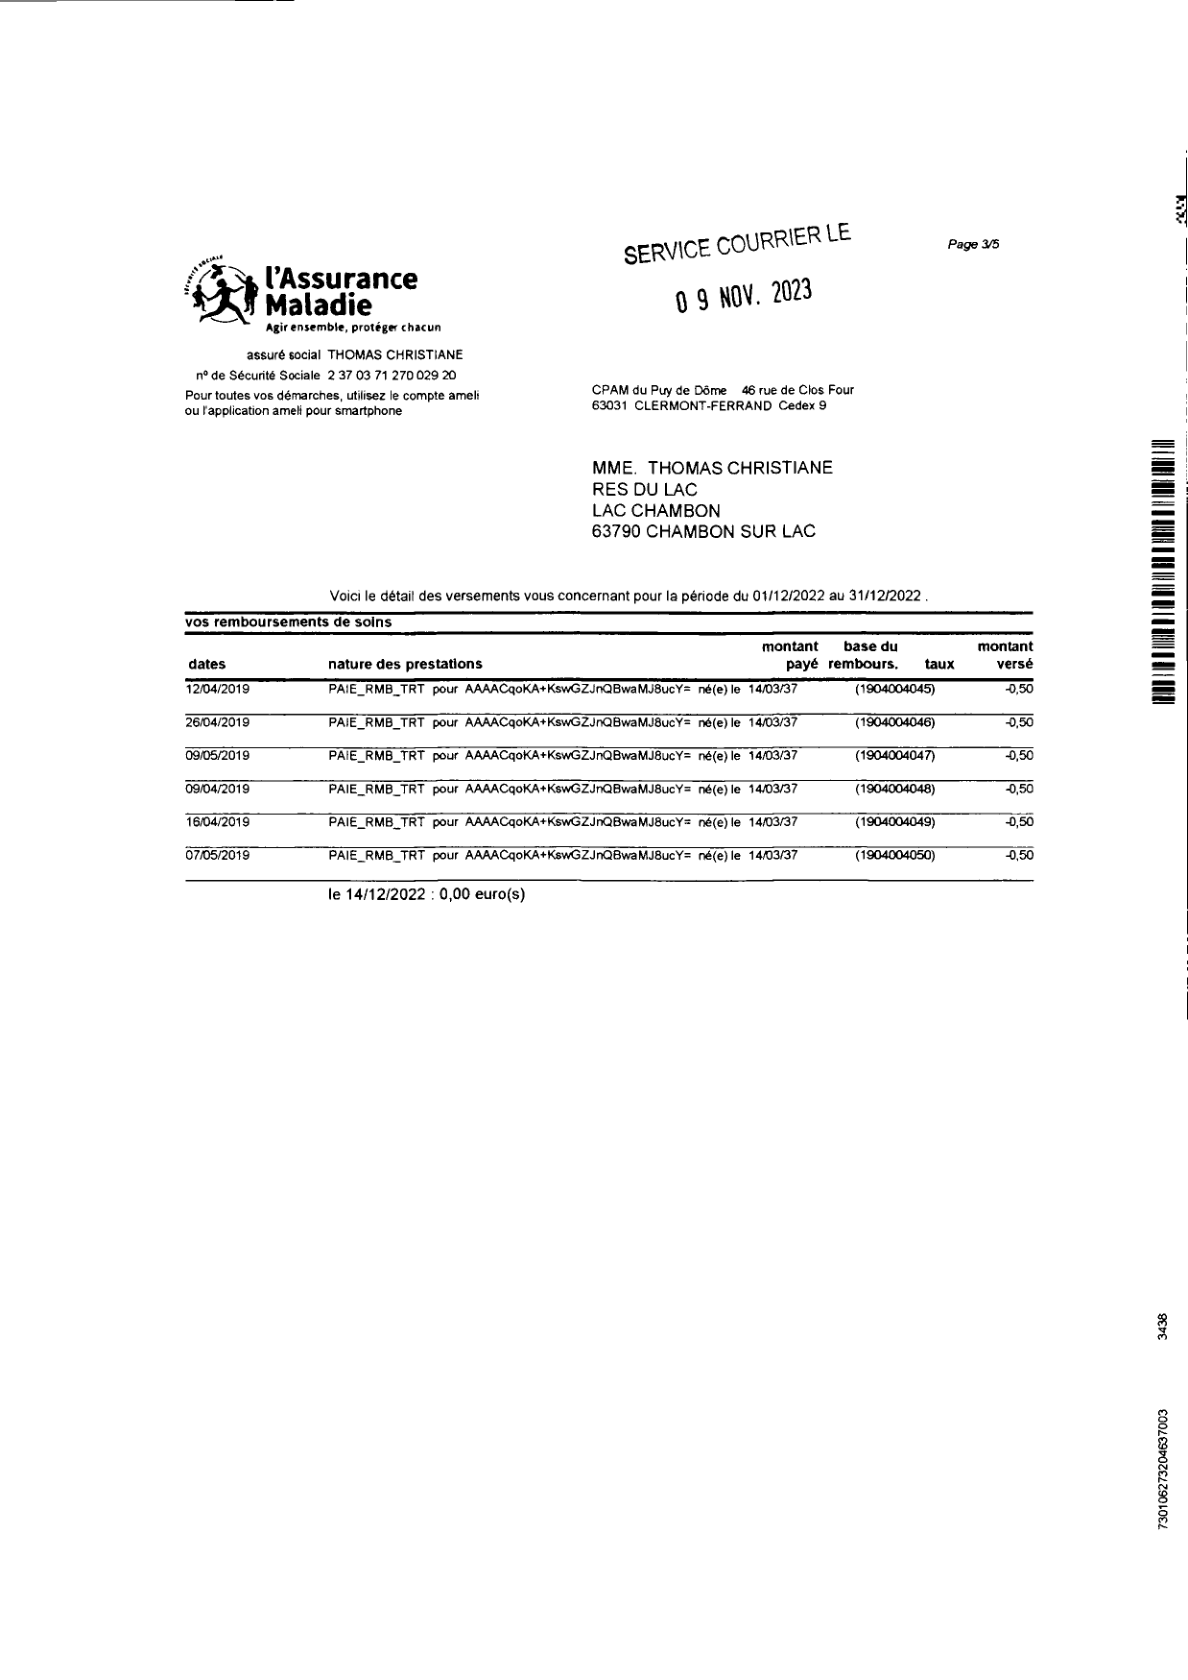 SERVICE COURRIER LE
Page 3/5
SÉCURITÉ SOCIALE
l'Assurance
Maladie
Agir ensemble, protéger chacun
0 9 NOV. 2023
assuré social THOMAS CHRISTIANE
nº de Sécurité Sociale 2 37 03 71 270 029 20
Pour toutes vos démarches, utilisez le compte ameli
ou l'application ameli pour smartphone
CPAM du Puy de Dôme 46 rue de Clos Four
63031 CLERMONT-FERRAND Cedex 9
MME. THOMAS CHRISTIANE
RES DU LAC
LAC CHAMBON
63790 CHAMBON SUR LAC
Voici le détail des versements vous concernant pour la période du 01/12/2022 au 31/12/2022 .
vos remboursements de soins
montant base du montant
dates nature des prestations payé rembours. taux versé
12/04/2019 PAIE_RMB_TRT pour AAAACqoKA+KswGZJnQBwaMJ8ucY= né(e) le 14/03/37 (1904004045) -0,50
26/04/2019 PAIE_RMB_TRT pour AAAACqoKA+KswGZJnQBwaMJ8ucY= né(e) le 14/03/37 (1904004046) -0,50
09/05/2019 PAIE_RMB_TRT pour AAAACqoKA+KswGZJnQBwaMJ8ucY= né(e) le 14/03/37 (1904004047) -0,50
09/04/2019 PAIE_RMB_TRT pour AAAACqoKA+KswGZJnQBwaMJ8ucY= né(e) le 14/03/37 (1904004048) -0,50
16/04/2019 PAIE_RMB_TRT pour AAAACqoKA+KswGZJnQBwaMJ8ucY= né(e) le 14/03/37 (1904004049) -0,50
07/05/2019 PAIE_RMB_TRT pour AAAACqoKA+KswGZJnQBwaMJ8ucY= né(e) le 14/03/37 (1904004050) -0,50
le 14/12/2022 : 0,00 euro(s)
3438
730106273204637003